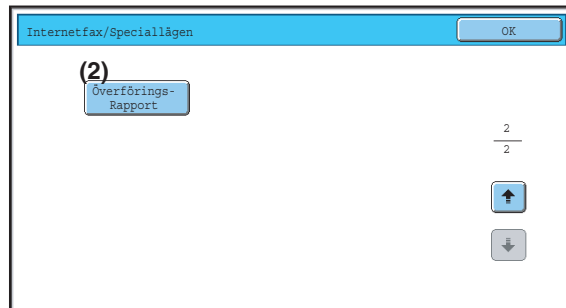 Internetfax/Speciallägen
OK
(2)
Överförings-
Rapport
2
2